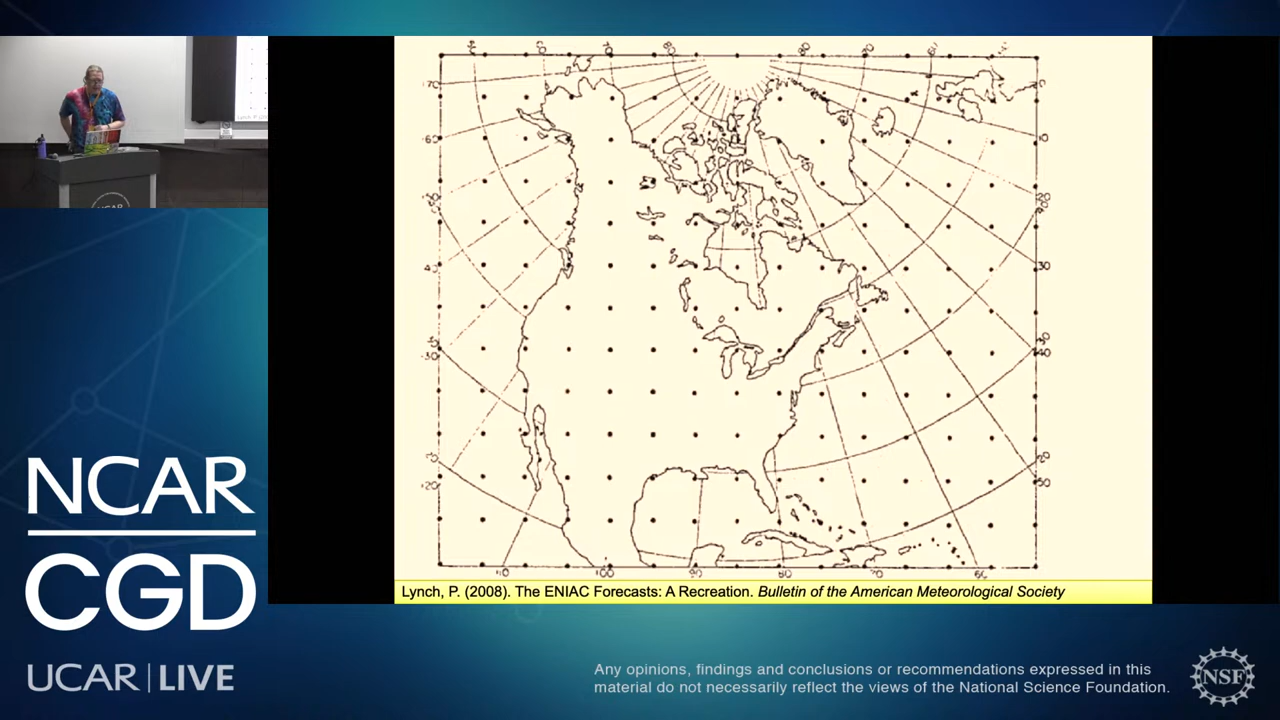 Lynch, P. (2008). The ENIAC Forecasts: A Recreation. Bulletin of the American Meteorological Society
NCAR
CGD
UCAR | LIVE
Any opinions, findings and conclusions or recommendations expressed in this
material do not necessarily reflect the views of the National Science Foundation.
NSF